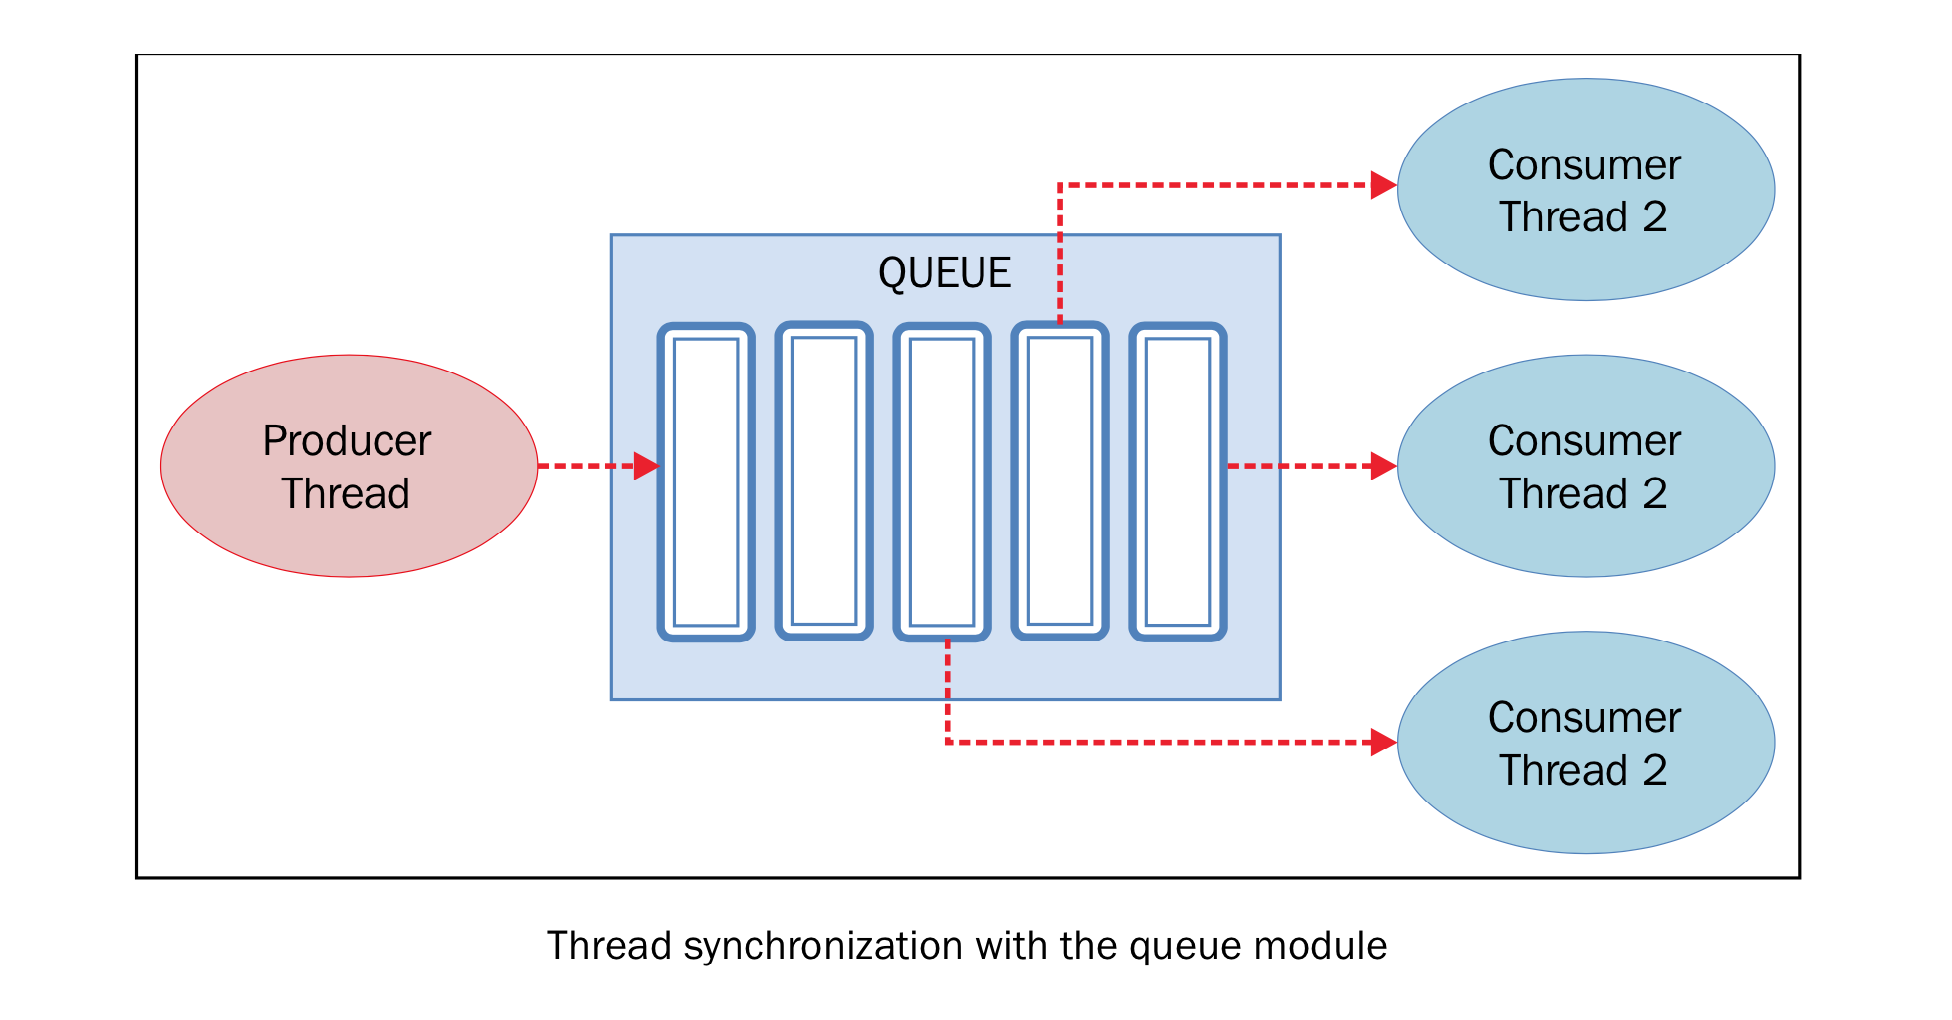 Consumer
Thread 2
QUEUE
Producer
Thread
Consumer
Thread 2
Consumer
Thread 2
Thread synchronization with the queue module